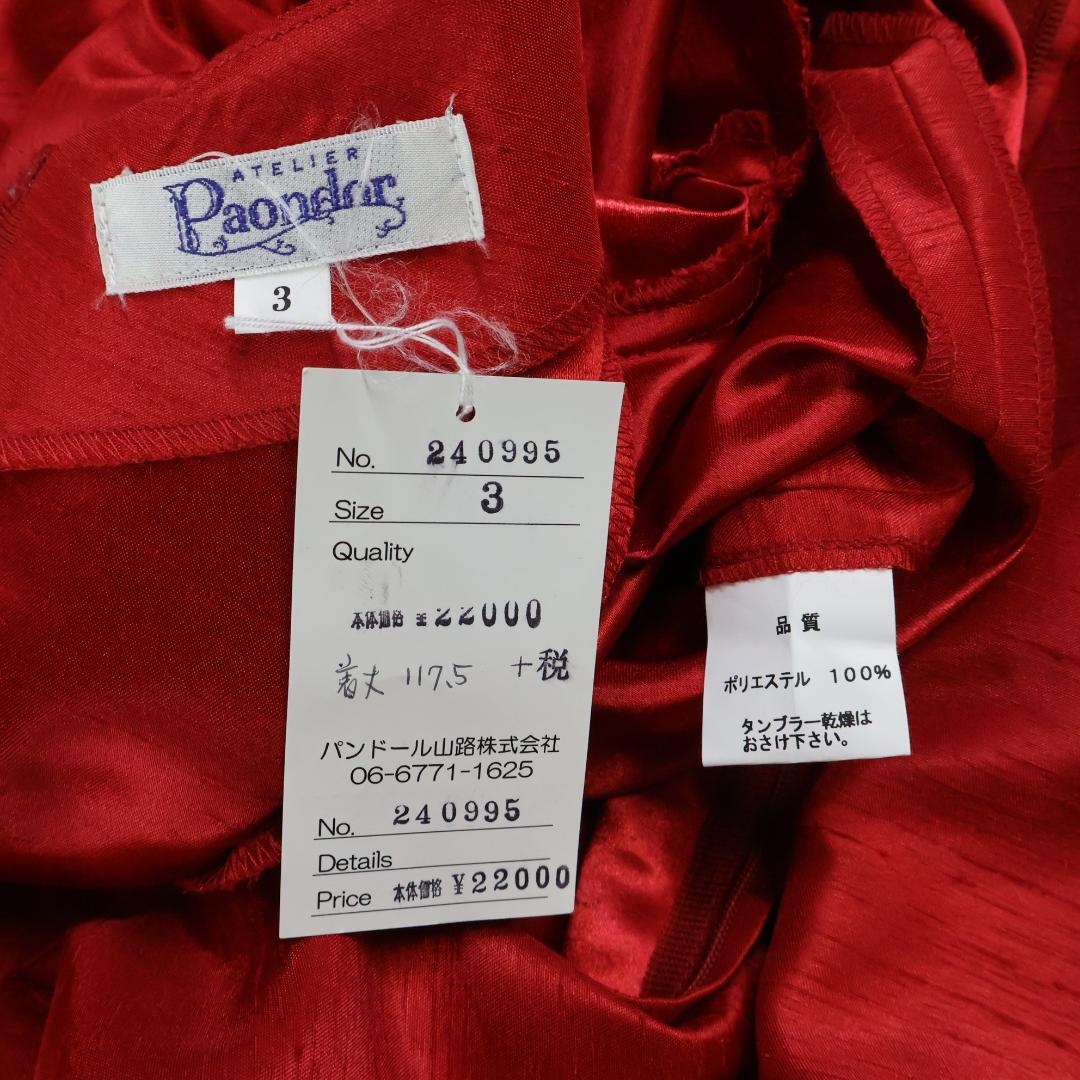 ATELIER
Paondor
3
No. 240995
Size 3
Quality
本体価格 ¥22000
着丈 117.5 +税
パンドール山路株式会社
06-6771-1625
No. 240995
Details
Price 本体価格 ¥22000
品質
ポリエステル 100%
タンブラー乾燥は
おさけ下さい。